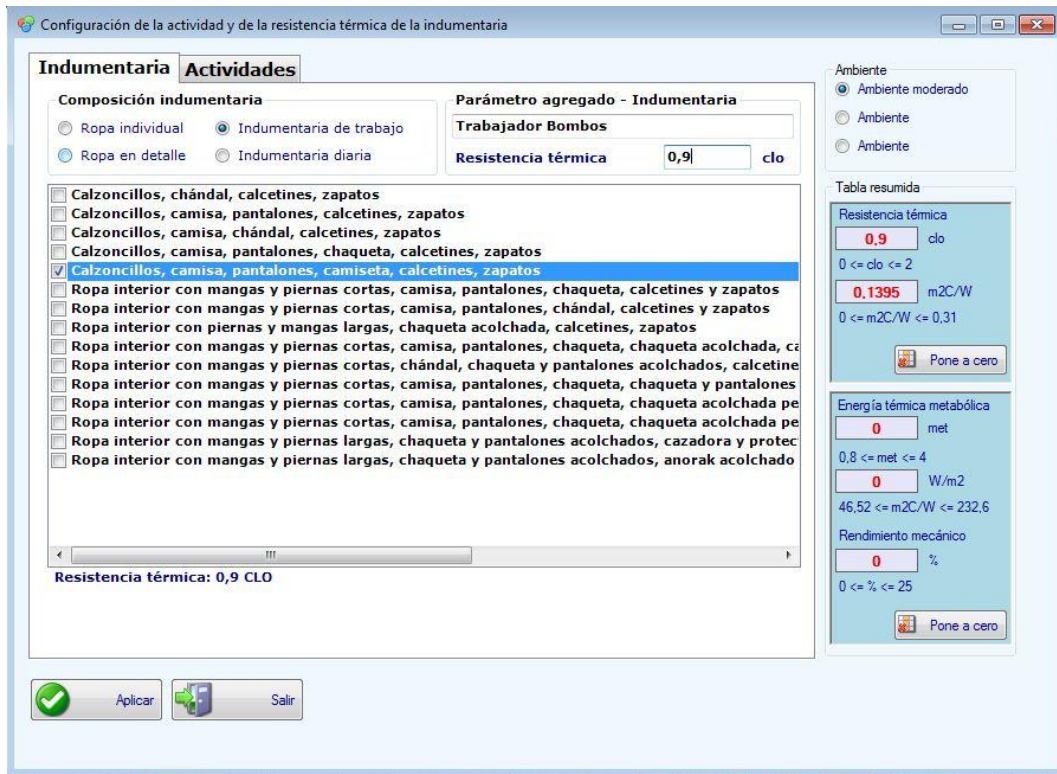 Configuración de la actividad y de la resistencia térmica de la indumentaria
Indumentaria Actividades
Composición indumentaria
Ropa individual Indumentaria de trabajo
Ropa en detalle Indumentaria diaria
Parámetro agregado - Indumentaria
Trabajador Bombos
Resistencia térmica 0,9 clo
Calzoncillos, chándal, calcetines, zapatos
Calzoncillos, camisa, pantalones, calcetines, zapatos
Calzoncillos, camisa, chándal, calcetines, zapatos
Calzoncillos, camisa, pantalones, chaqueta, calcetines, zapatos
Calzoncillos, camisa, pantalones, camiseta, calcetines, zapatos
Ropa interior con mangas y piernas cortas, camisa, pantalones, chaqueta, calcetines y zapatos
Ropa interior con mangas y piernas cortas, camisa, pantalones, chándal, calcetines y zapatos
Ropa interior con piernas y mangas largas, chaqueta acolchada, calcetines, zapatos
Ropa interior con mangas y piernas cortas, camisa, pantalones, chaqueta, chaqueta acolchada, ca
Ropa interior con mangas y piernas cortas, chándal, chaqueta y pantalones acolchados, calcetine
Ropa interior con mangas y piernas cortas, camisa, pantalones, chaqueta, chaqueta y pantalones
Ropa interior con mangas y piernas cortas, camisa, pantalones, chaqueta, chaqueta acolchada pe
Ropa interior con mangas y piernas cortas, camisa, pantalones, chaqueta, chaqueta acolchada pe
Ropa interior con mangas y piernas largas, chaqueta y pantalones acolchados, cazadora y protec
Ropa interior con mangas y piernas largas, chaqueta y pantalones acolchados, anorak acolchado
Resistencia térmica: 0,9 CLO
Aplicar Salir
Ambiente
Ambiente moderado
Ambiente
Ambiente
Tabla resumida
Resistencia térmica
0,9 clo
0 <= clo <= 2
0,1395 m2C/W
0 <= m2C/W <= 0,31
Pone a cero
Energía térmica metabólica
0 met
0,8 <= met <= 4
0 W/m2
46,52 <= m2C/W <= 232,6
Rendimiento mecánico
0 %
0 <= % <= 25
Pone a cero